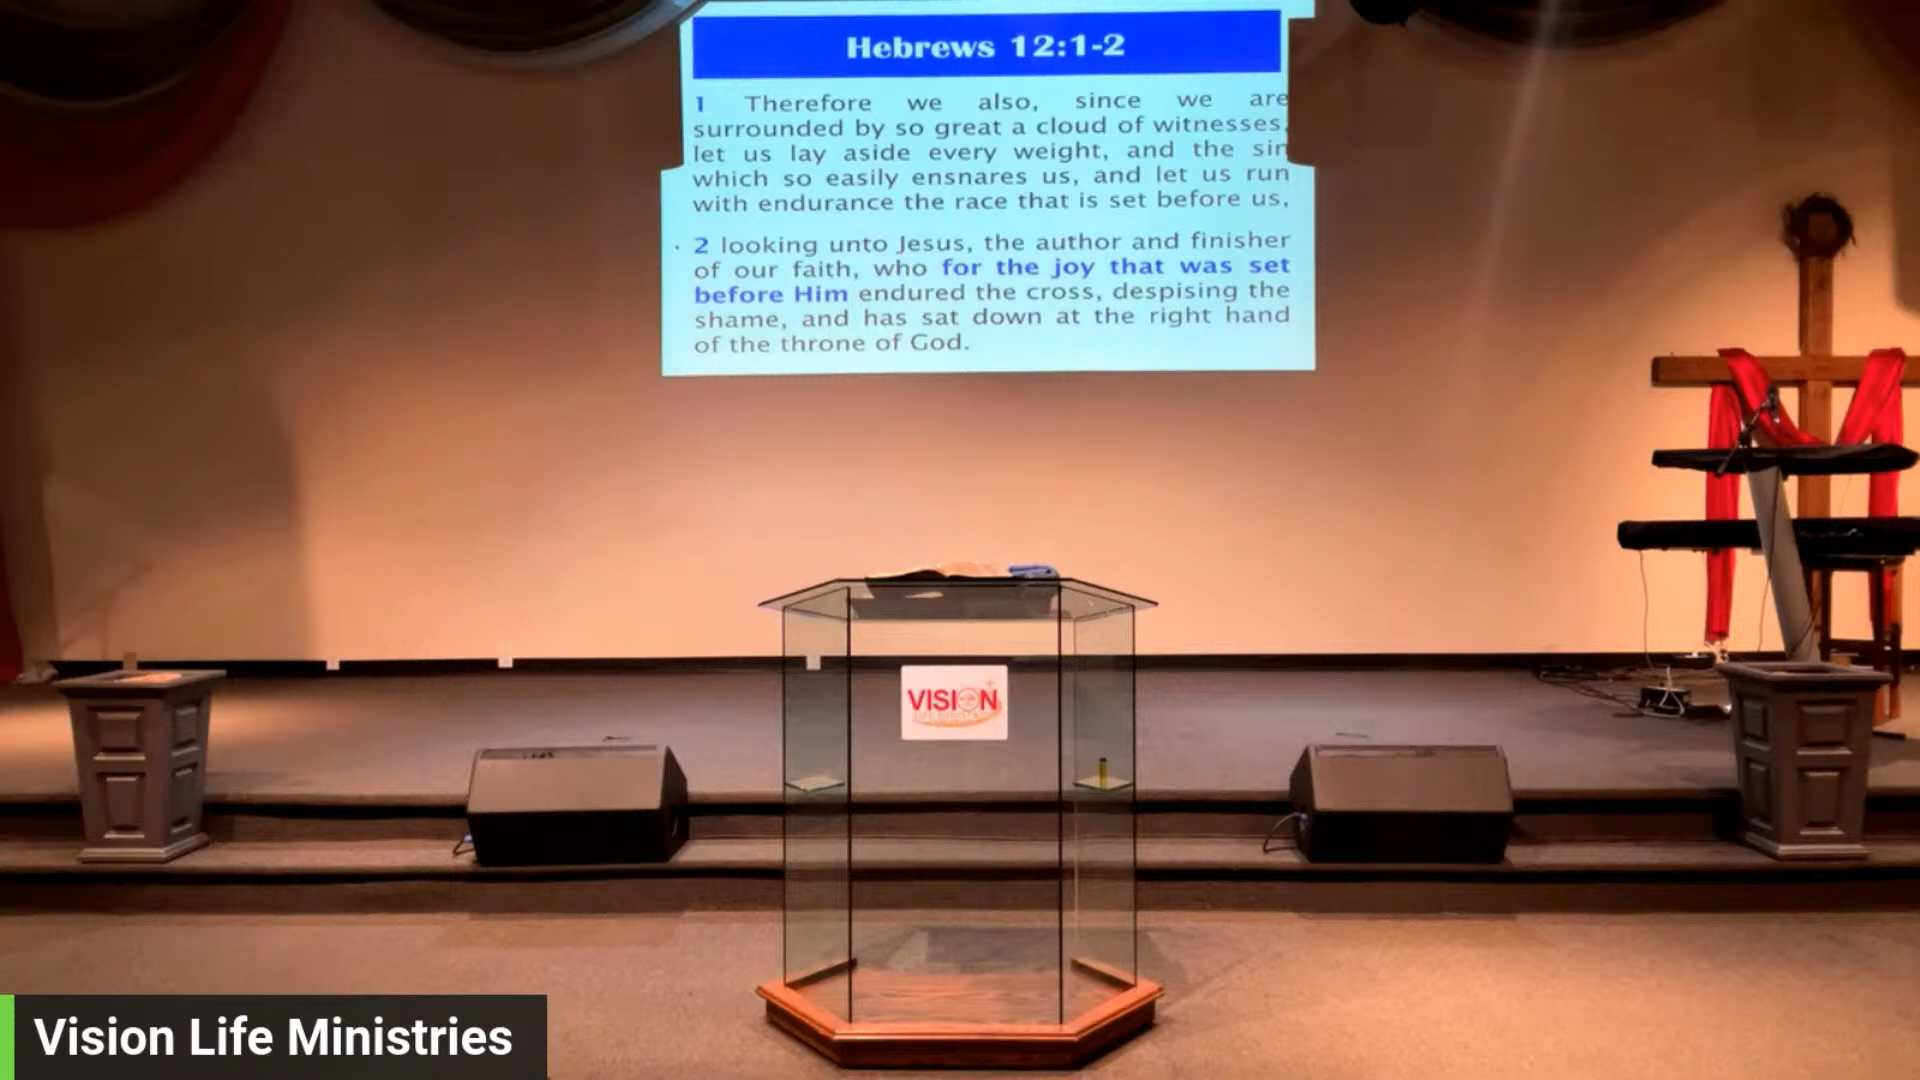 Hebrews 12:1-2
1 Therefore we also, since we are
surrounded by so great a cloud of witnesses,
let us lay aside every weight, and the sin
which so easily ensnares us, and let us run
with endurance the race that is set before us,
· 2 looking unto Jesus, the author and finisher
of our faith, who for the joy that was set
before Him endured the cross, despising the
shame, and has sat down at the right hand
of the throne of God.
VISION
Vision Life Ministries